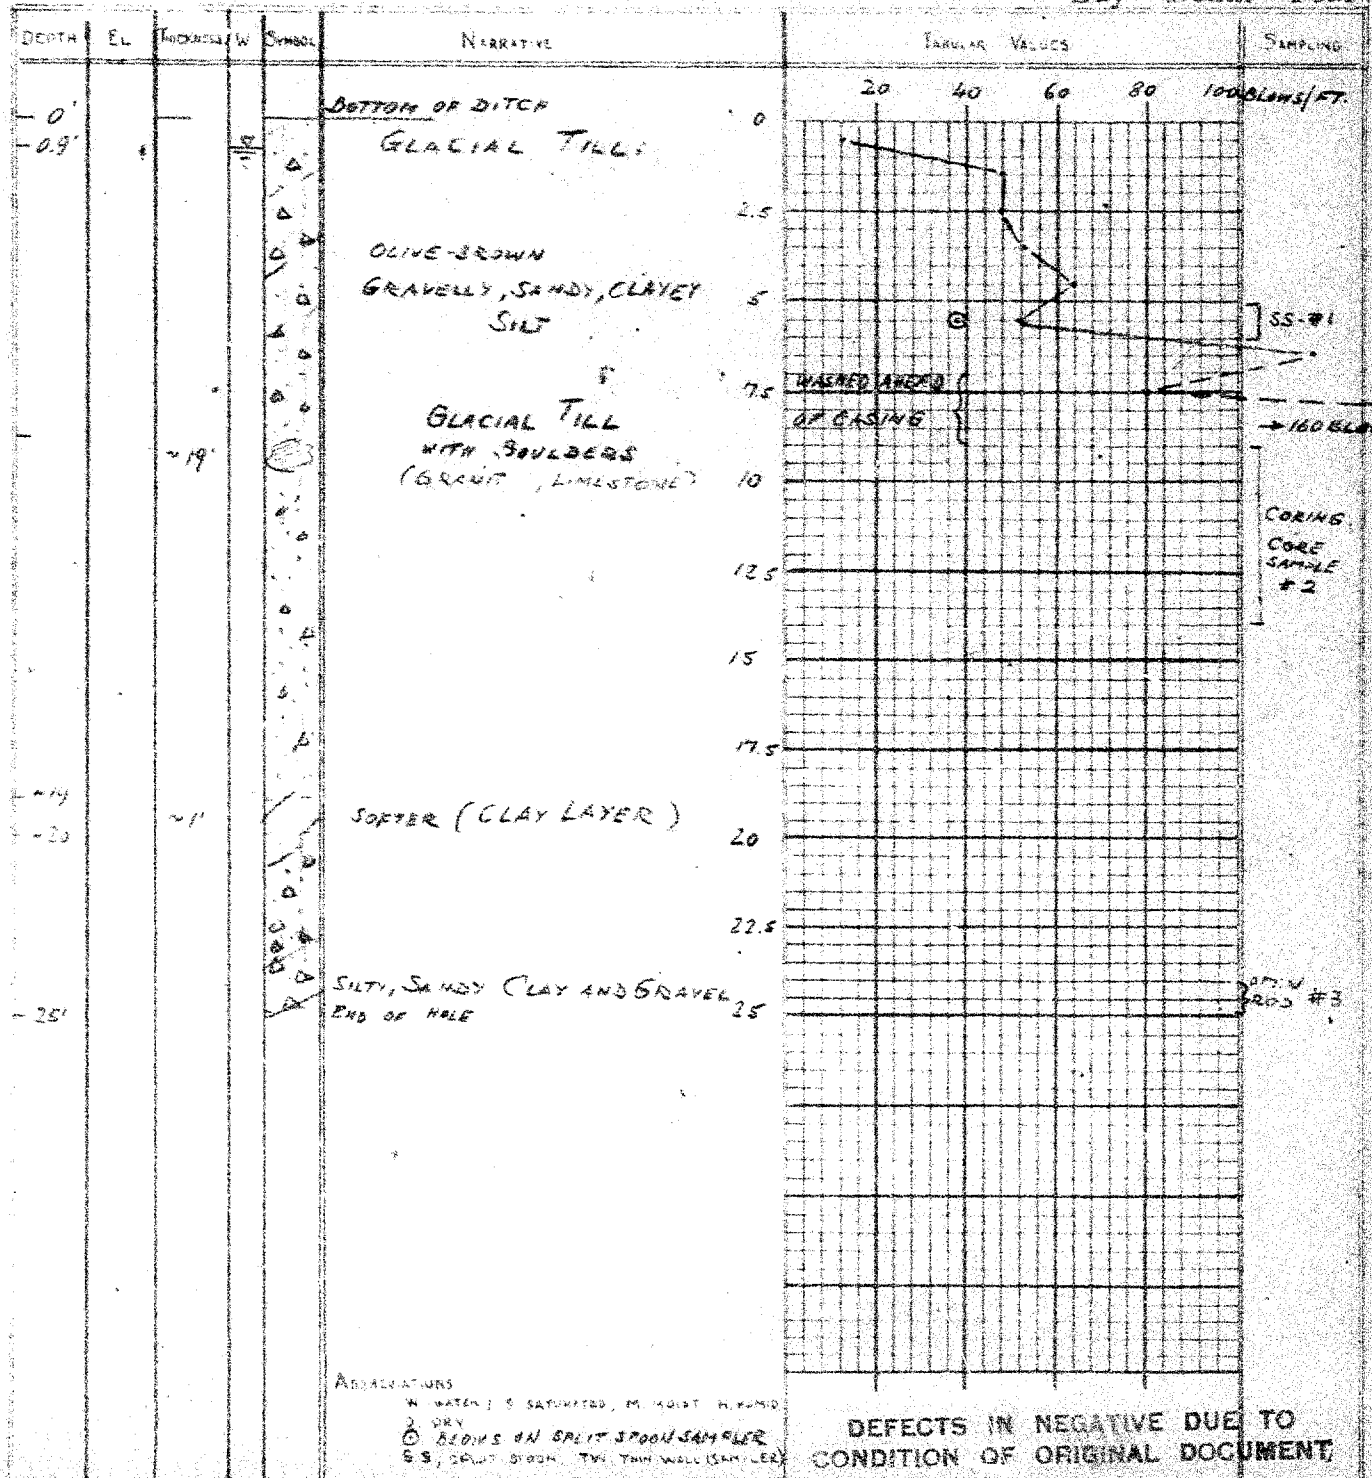 DEPTH EL THICKNESS W SYMBOL NARRATIVE TABULAR VALUES SAMPLING
20 40 60 80 100 BLOWS/FT.
0' BOTTOM OF DITCH 0
0.9' GLACIAL TILL:
2.5
OLIVE-BROWN
GRAVELLY, SANDY, CLAYEY 5
SILT SS-#1
7.5 WASHED AHEAD
GLACIAL TILL OF CASING → 160 BLO
~19' WITH BOULDERS
(GRANIT , LIMESTONE) 10
CORING
CORE
SAMPLE
#2
12.5
15
17.5
~19
~1' SOFTER (CLAY LAYER)
~20 20
22.5
SILTY, SANDY CLAY AND GRAVEL ROD #3
25' END OF HOLE 25
ABBREVIATIONS
W WATER; S SATURATED, M. MOIST H. HUMID
D DRY
⊙ BLOWS ON SPLIT SPOON SAMPLER
SS, SPLIT SPOON, TW, THIN WALL (SAMPLER)
DEFECTS IN NEGATIVE DUE TO
CONDITION OF ORIGINAL DOCUMENT